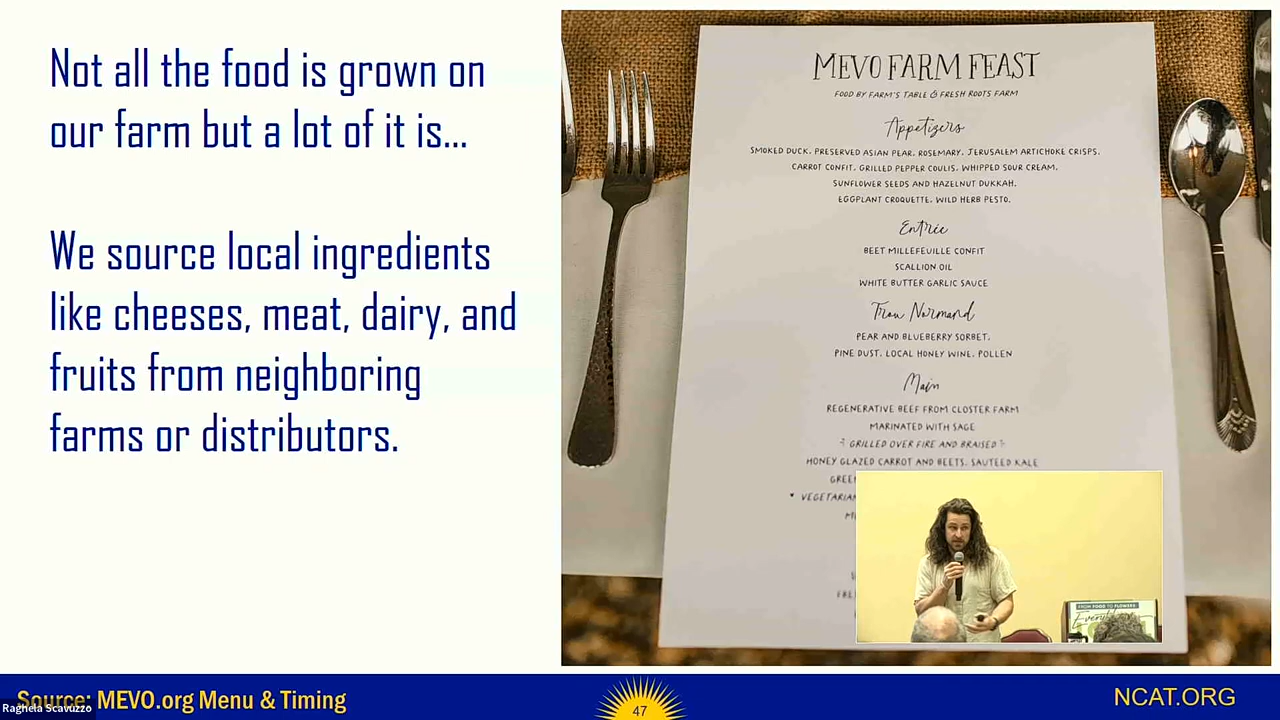 Not all the food is grown on
our farm but a lot of it is...
We source local ingredients
like cheeses, meat, dairy, and
fruits from neighboring
farms or distributors.
MEVO FARM FEAST
FOOD BY FARM'S TABLE & FRESH ROOTS FARM
Appetizers
SMOKED DUCK, PRESERVED ASIAN PEAR, ROSEMARY, JERUSALEM ARTICHOKE CRISPS,
CARROT CONFIT, GRILLED PEPPER COULIS, WHIPPED SOUR CREAM,
SUNFLOWER SEEDS AND HAZELNUT DUKKAH,
EGGPLANT CROQUETTE, WILD HERB PESTO,
Entrée
BEET MILLEFEUILLE CONFIT
SCALLION OIL
WHITE BUTTER GARLIC SAUCE
Trou Normand
PEAR AND BLUEBERRY SORBET,
PINE DUST, LOCAL HONEY WINE, POLLEN
Main
REGENERATIVE BEEF FROM CLOSTER FARM
MARINATED WITH SAGE
GRILLED OVER FIRE AND BRAISED
HONEY GLAZED CARROT AND BEETS, SAUTEED KALE
FROM FOOD TO FLOWERS:
Source: MEVO.org Menu & Timing
Raghela Scavuzzo
47
NCAT.ORG